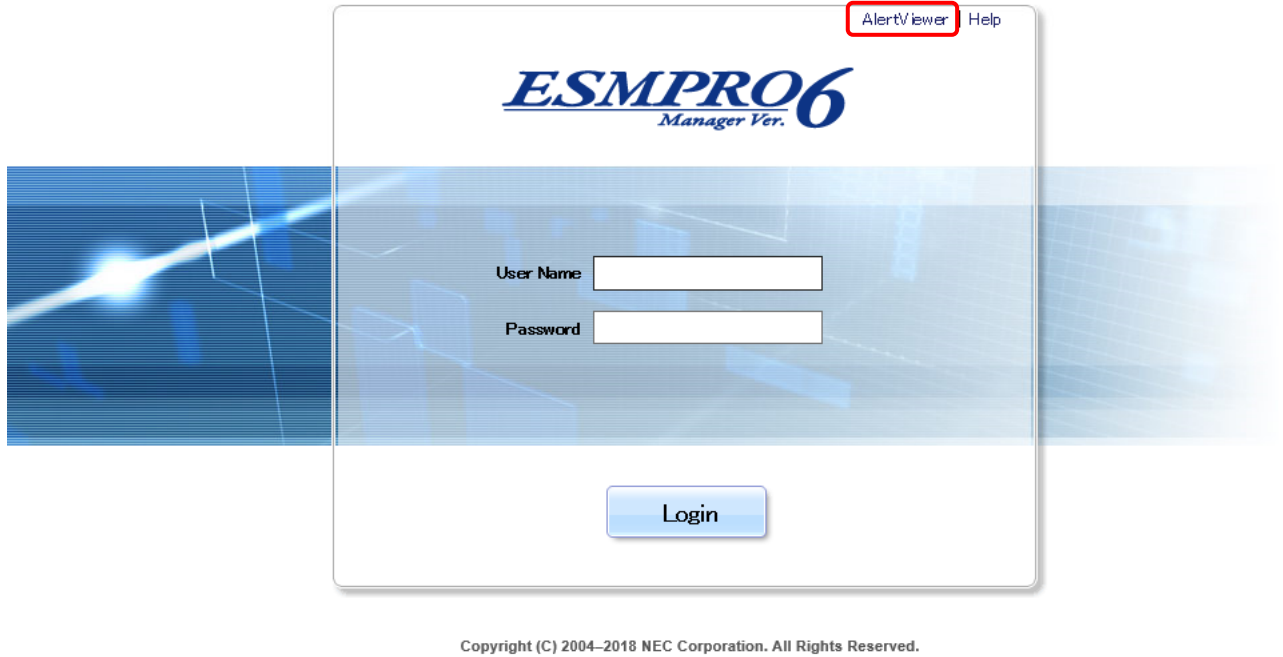 AlertViewer | Help
ESMPRO6
Manager Ver.
User Name
Password
Login
Copyright (C) 2004–2018 NEC Corporation. All Rights Reserved.